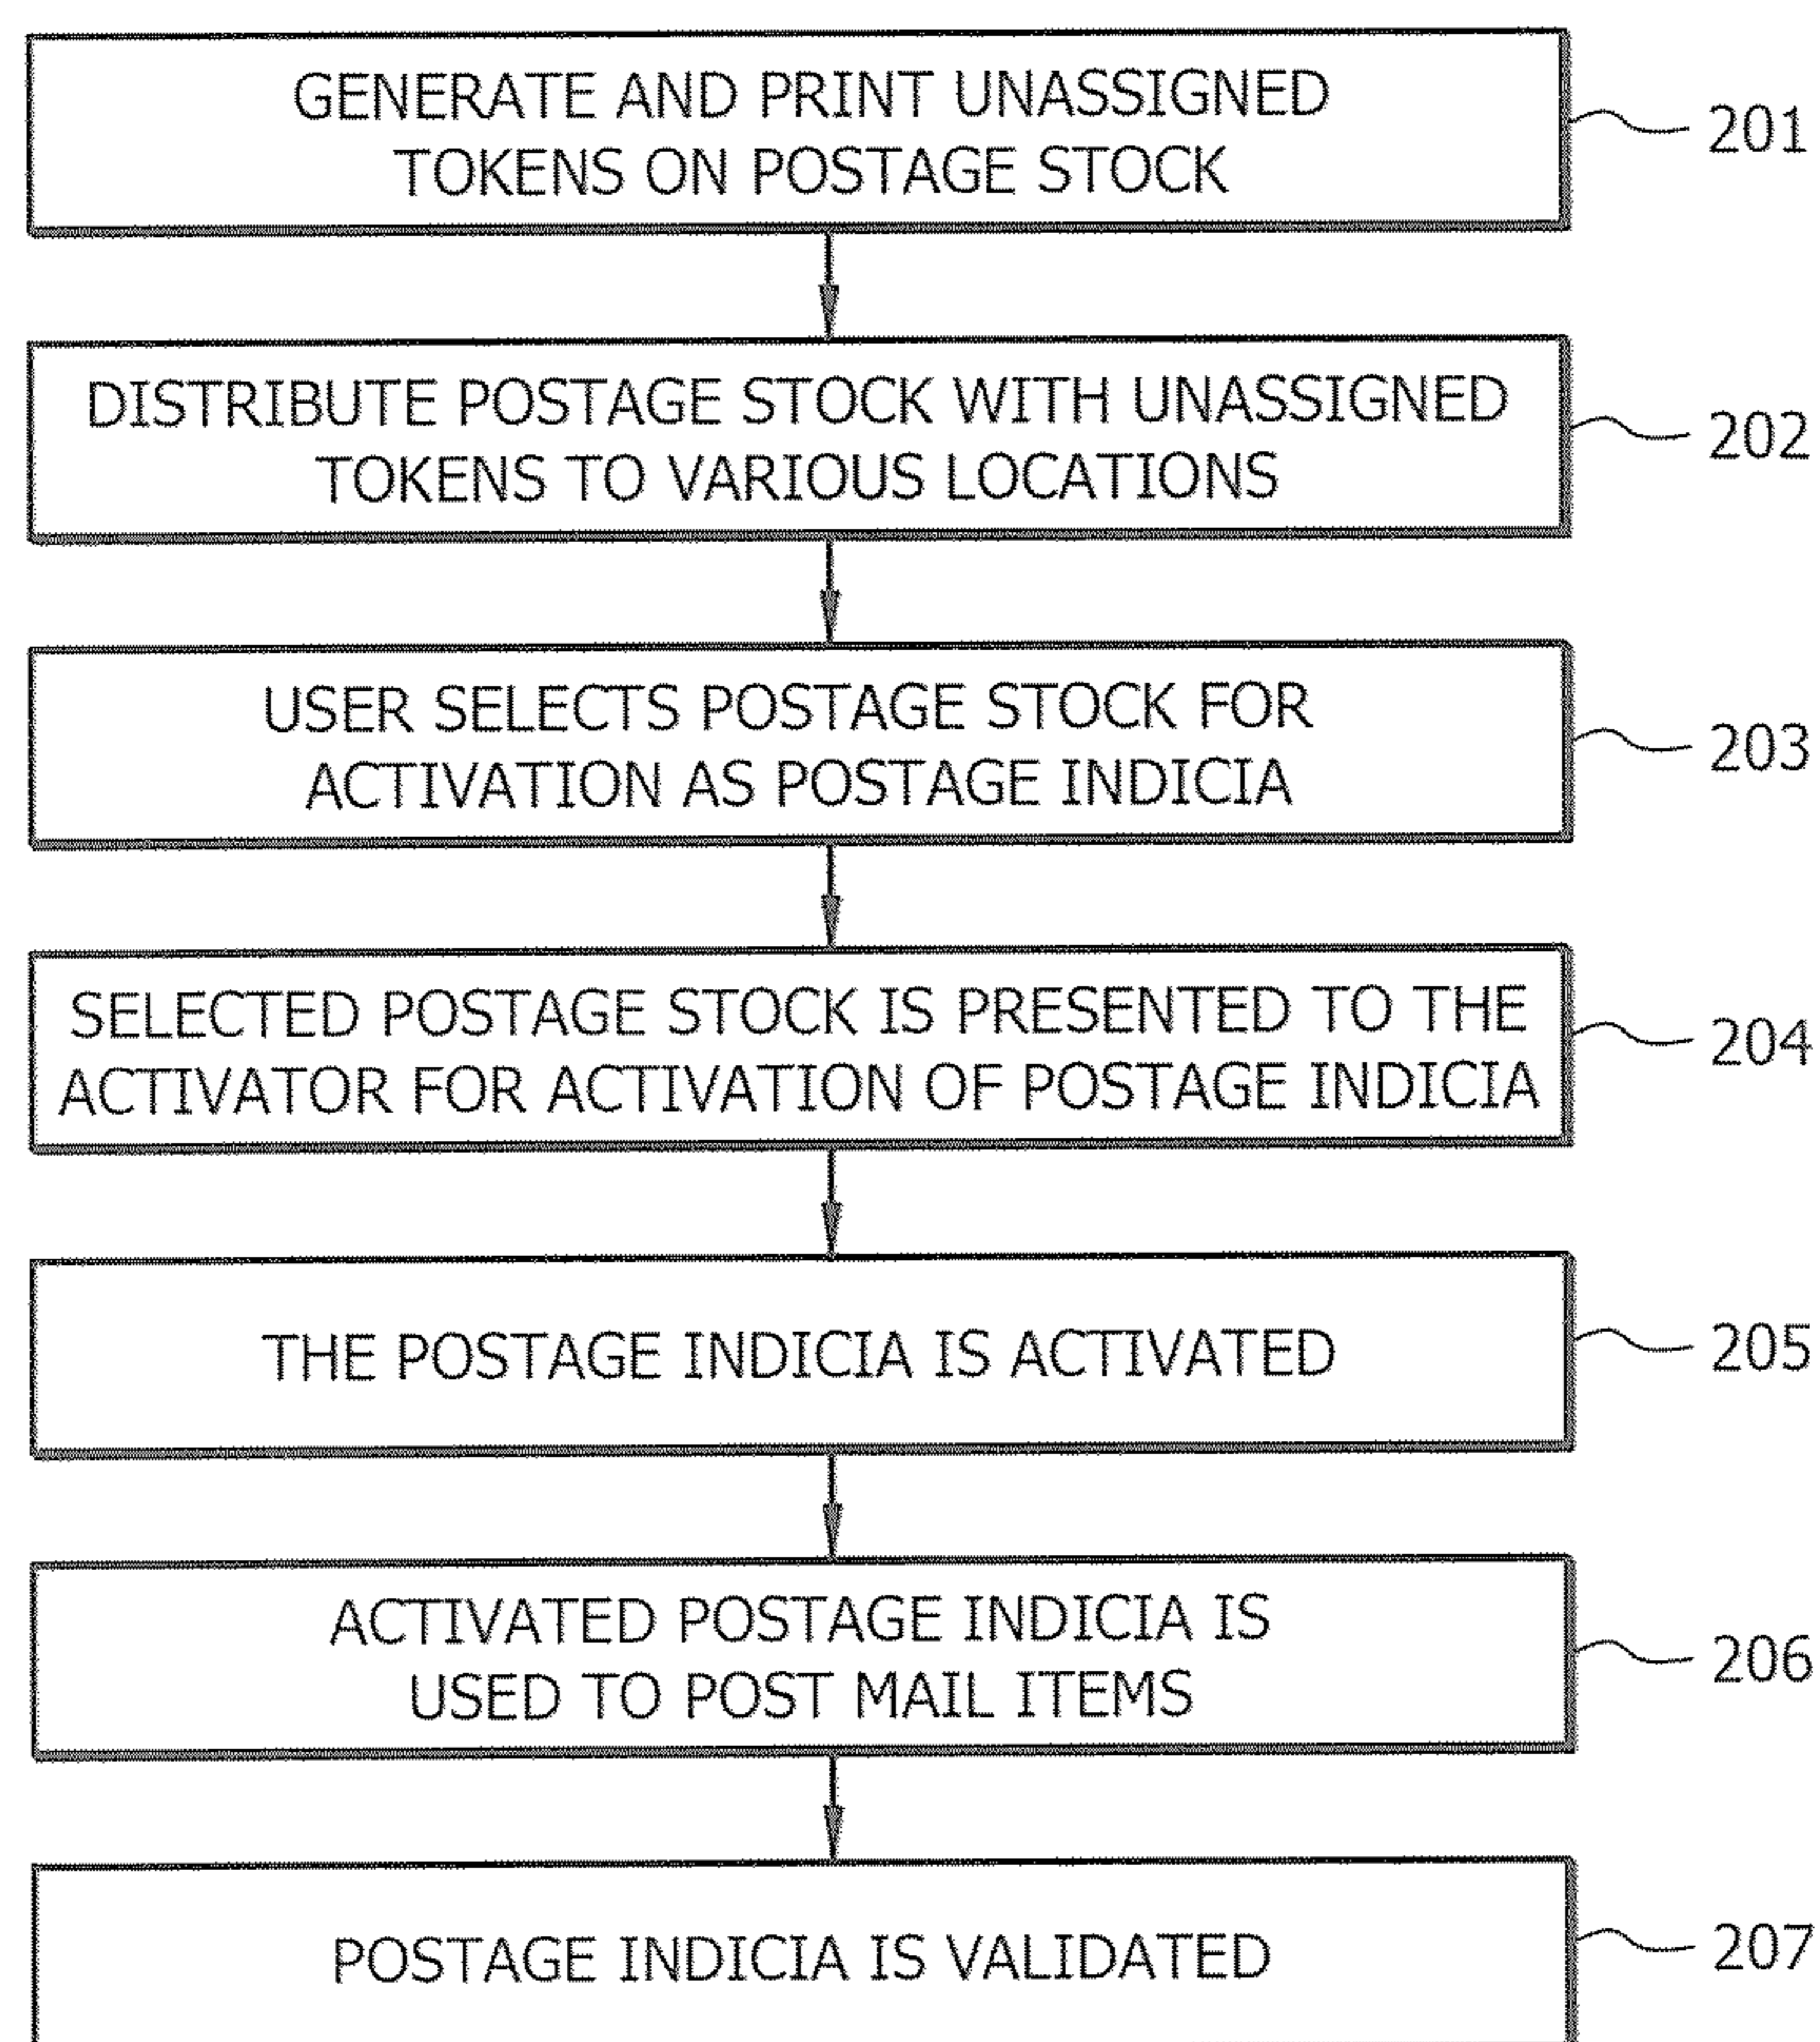 GENERATE AND PRINT UNASSIGNED
TOKENS ON POSTAGE STOCK
201
DISTRIBUTE POSTAGE STOCK WITH UNASSIGNED
TOKENS TO VARIOUS LOCATIONS
202
USER SELECTS POSTAGE STOCK FOR
ACTIVATION AS POSTAGE INDICIA
203
SELECTED POSTAGE STOCK IS PRESENTED TO THE
ACTIVATOR FOR ACTIVATION OF POSTAGE INDICIA
204
THE POSTAGE INDICIA IS ACTIVATED
205
ACTIVATED POSTAGE INDICIA IS
USED TO POST MAIL ITEMS
206
POSTAGE INDICIA IS VALIDATED
207